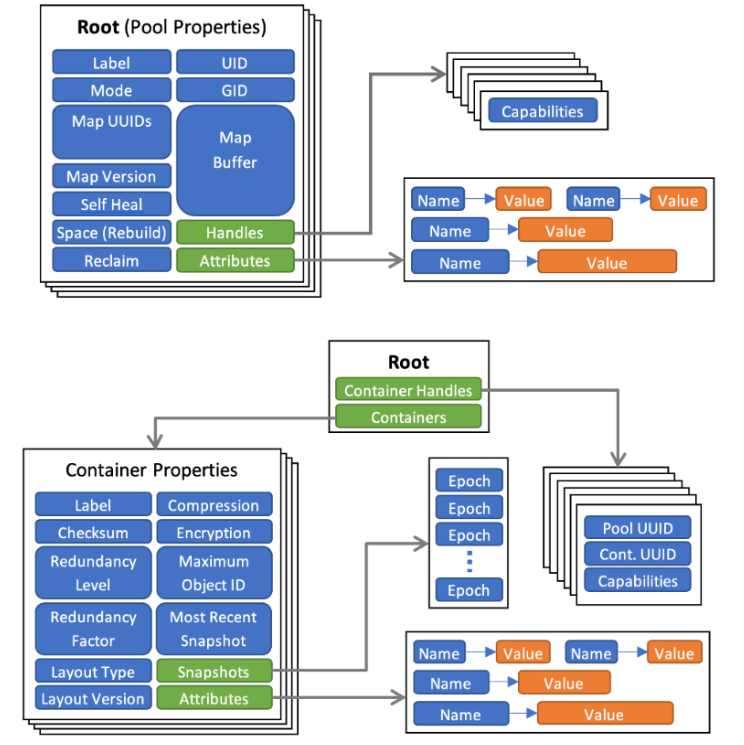 Root (Pool Properties)
Label
UID
Mode
GID
Map UUIDs
Map
Buffer
Map Version
Self Heal
Space (Rebuild)
Handles
Reclaim
Attributes
Capabilities
Name
Value
Name
Value
Name
Value
Name
Value
Root
Container Handles
Containers
Container Properties
Label
Compression
Checksum
Encryption
Redundancy
Level
Maximum
Object ID
Redundancy
Factor
Most Recent
Snapshot
Layout Type
Snapshots
Layout Version
Attributes
Epoch
Epoch
Epoch
Epoch
Pool UUID
Cont. UUID
Capabilities
Name
Value
Name
Value
Name
Value
Name
Value